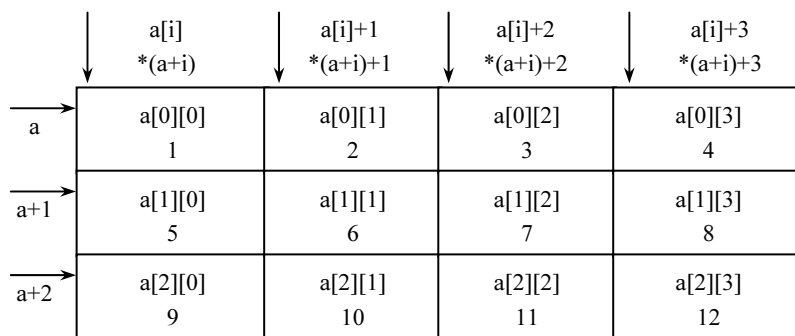 a[i] a[i]+1 a[i]+2 a[i]+3
*(a+i) *(a+i)+1 *(a+i)+2 *(a+i)+3
a a[0][0] a[0][1] a[0][2] a[0][3]
1 2 3 4
a+1 a[1][0] a[1][1] a[1][2] a[1][3]
5 6 7 8
a+2 a[2][0] a[2][1] a[2][2] a[2][3]
9 10 11 12